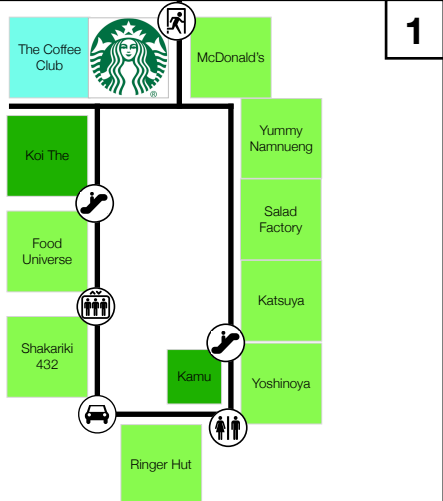 1
The Coffee
Club
®
McDonald's
Yummy
Namnueng
Koi The
Salad
Factory
Food
Universe
Katsuya
Shakariki
432
Kamu
Yoshinoya
Ringer Hut